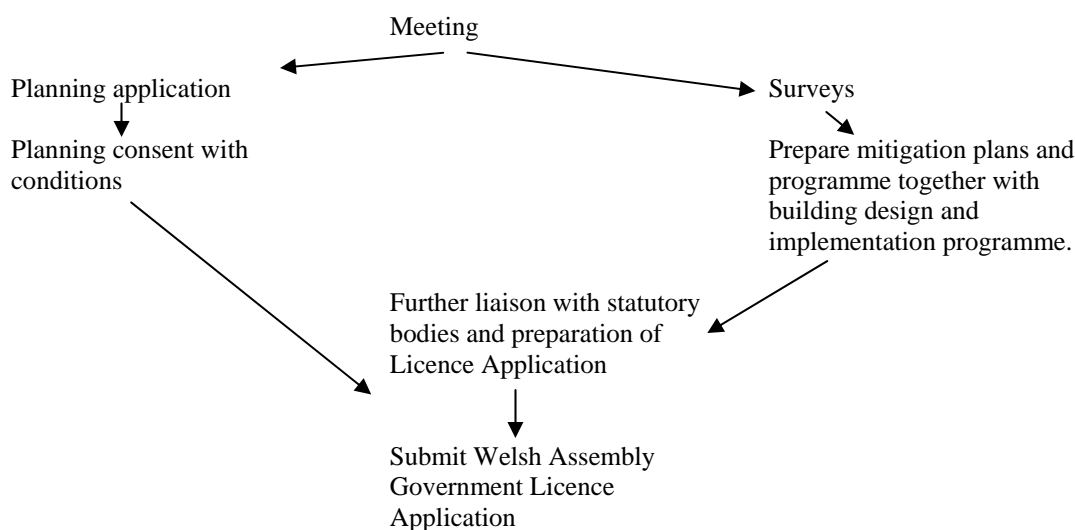 Meeting
Planning application
Surveys
Planning consent with
conditions
Prepare mitigation plans and
programme together with
building design and
implementation programme.
Further liaison with statutory
bodies and preparation of
Licence Application
Submit Welsh Assembly
Government Licence
Application